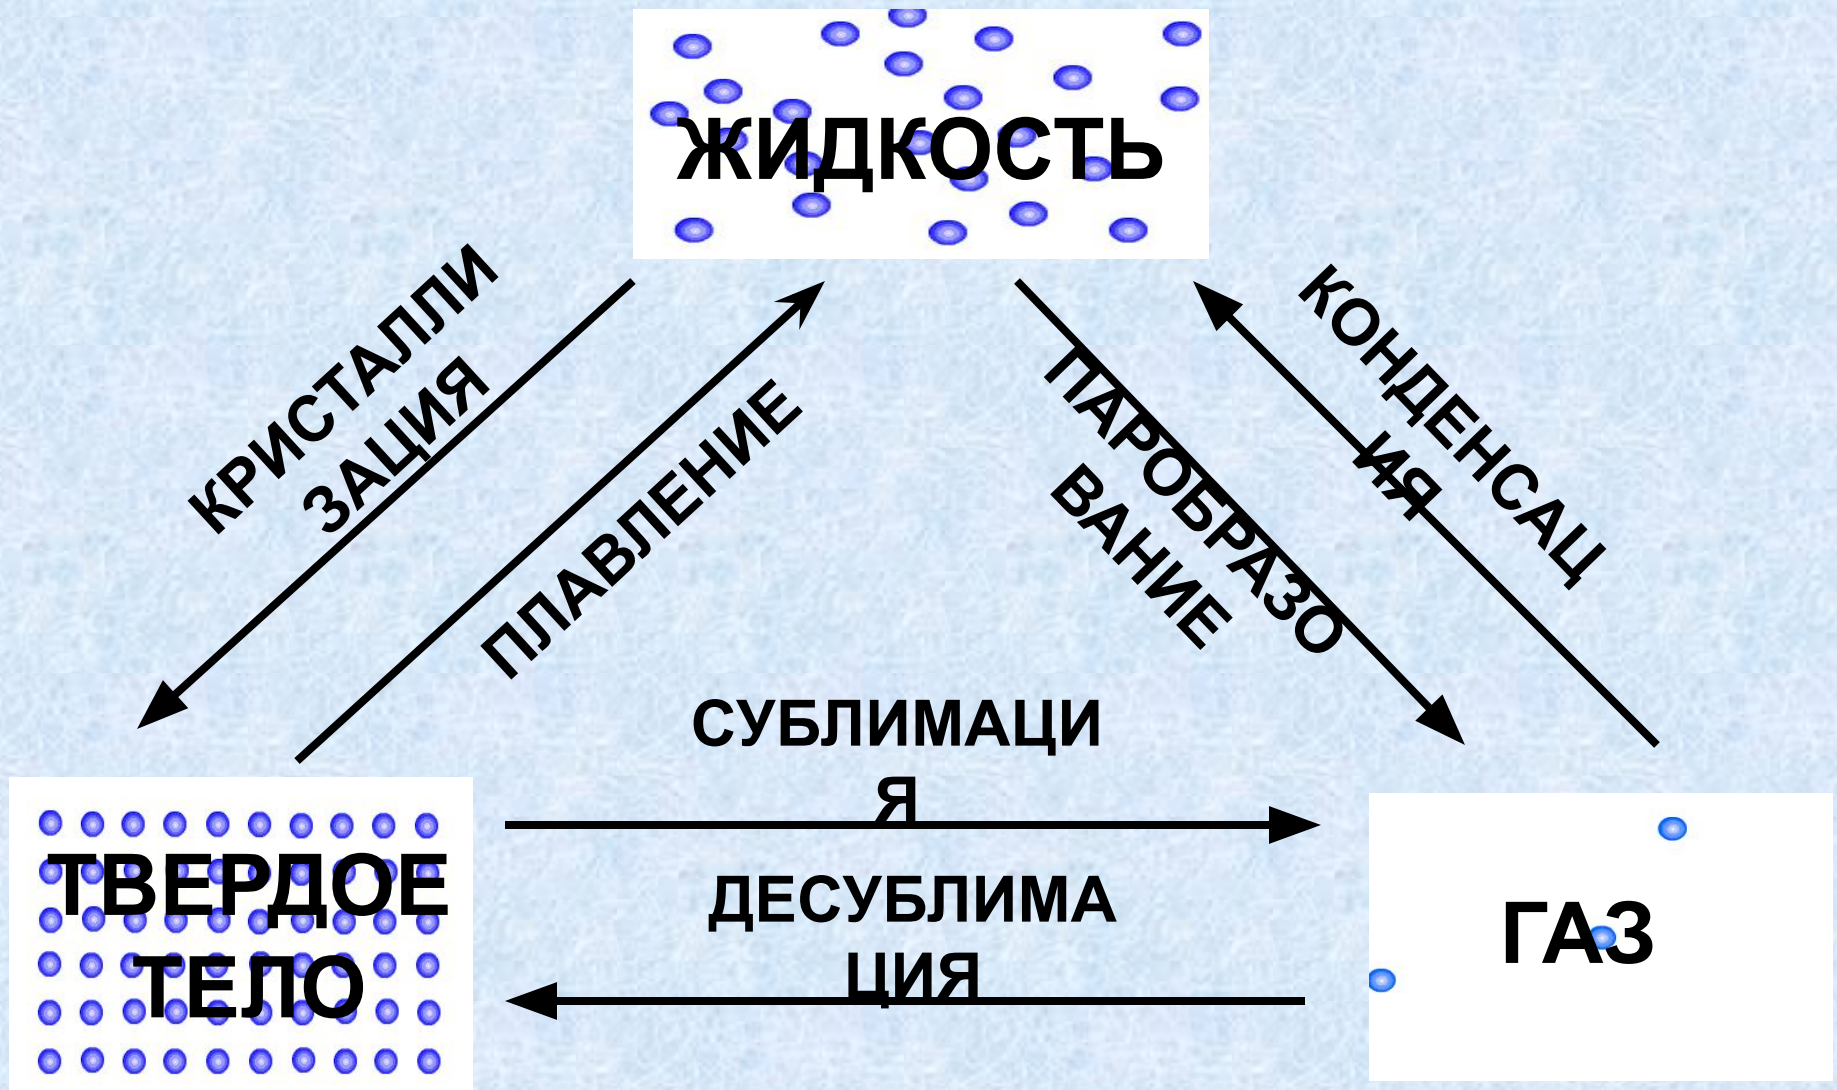 ЖИДКОСТЬ
КРИСТАЛЛИ
ЗАЦИЯ
ПЛАВЛЕНИЕ
ПАРОБРАЗО
ВАНИЕ
КОНДЕНСАЦ
ИЯ
СУБЛИМАЦИ
Я
ДЕСУБЛИМА
ЦИЯ
ТВЕРДОЕ
ТЕЛО
ГАЗ